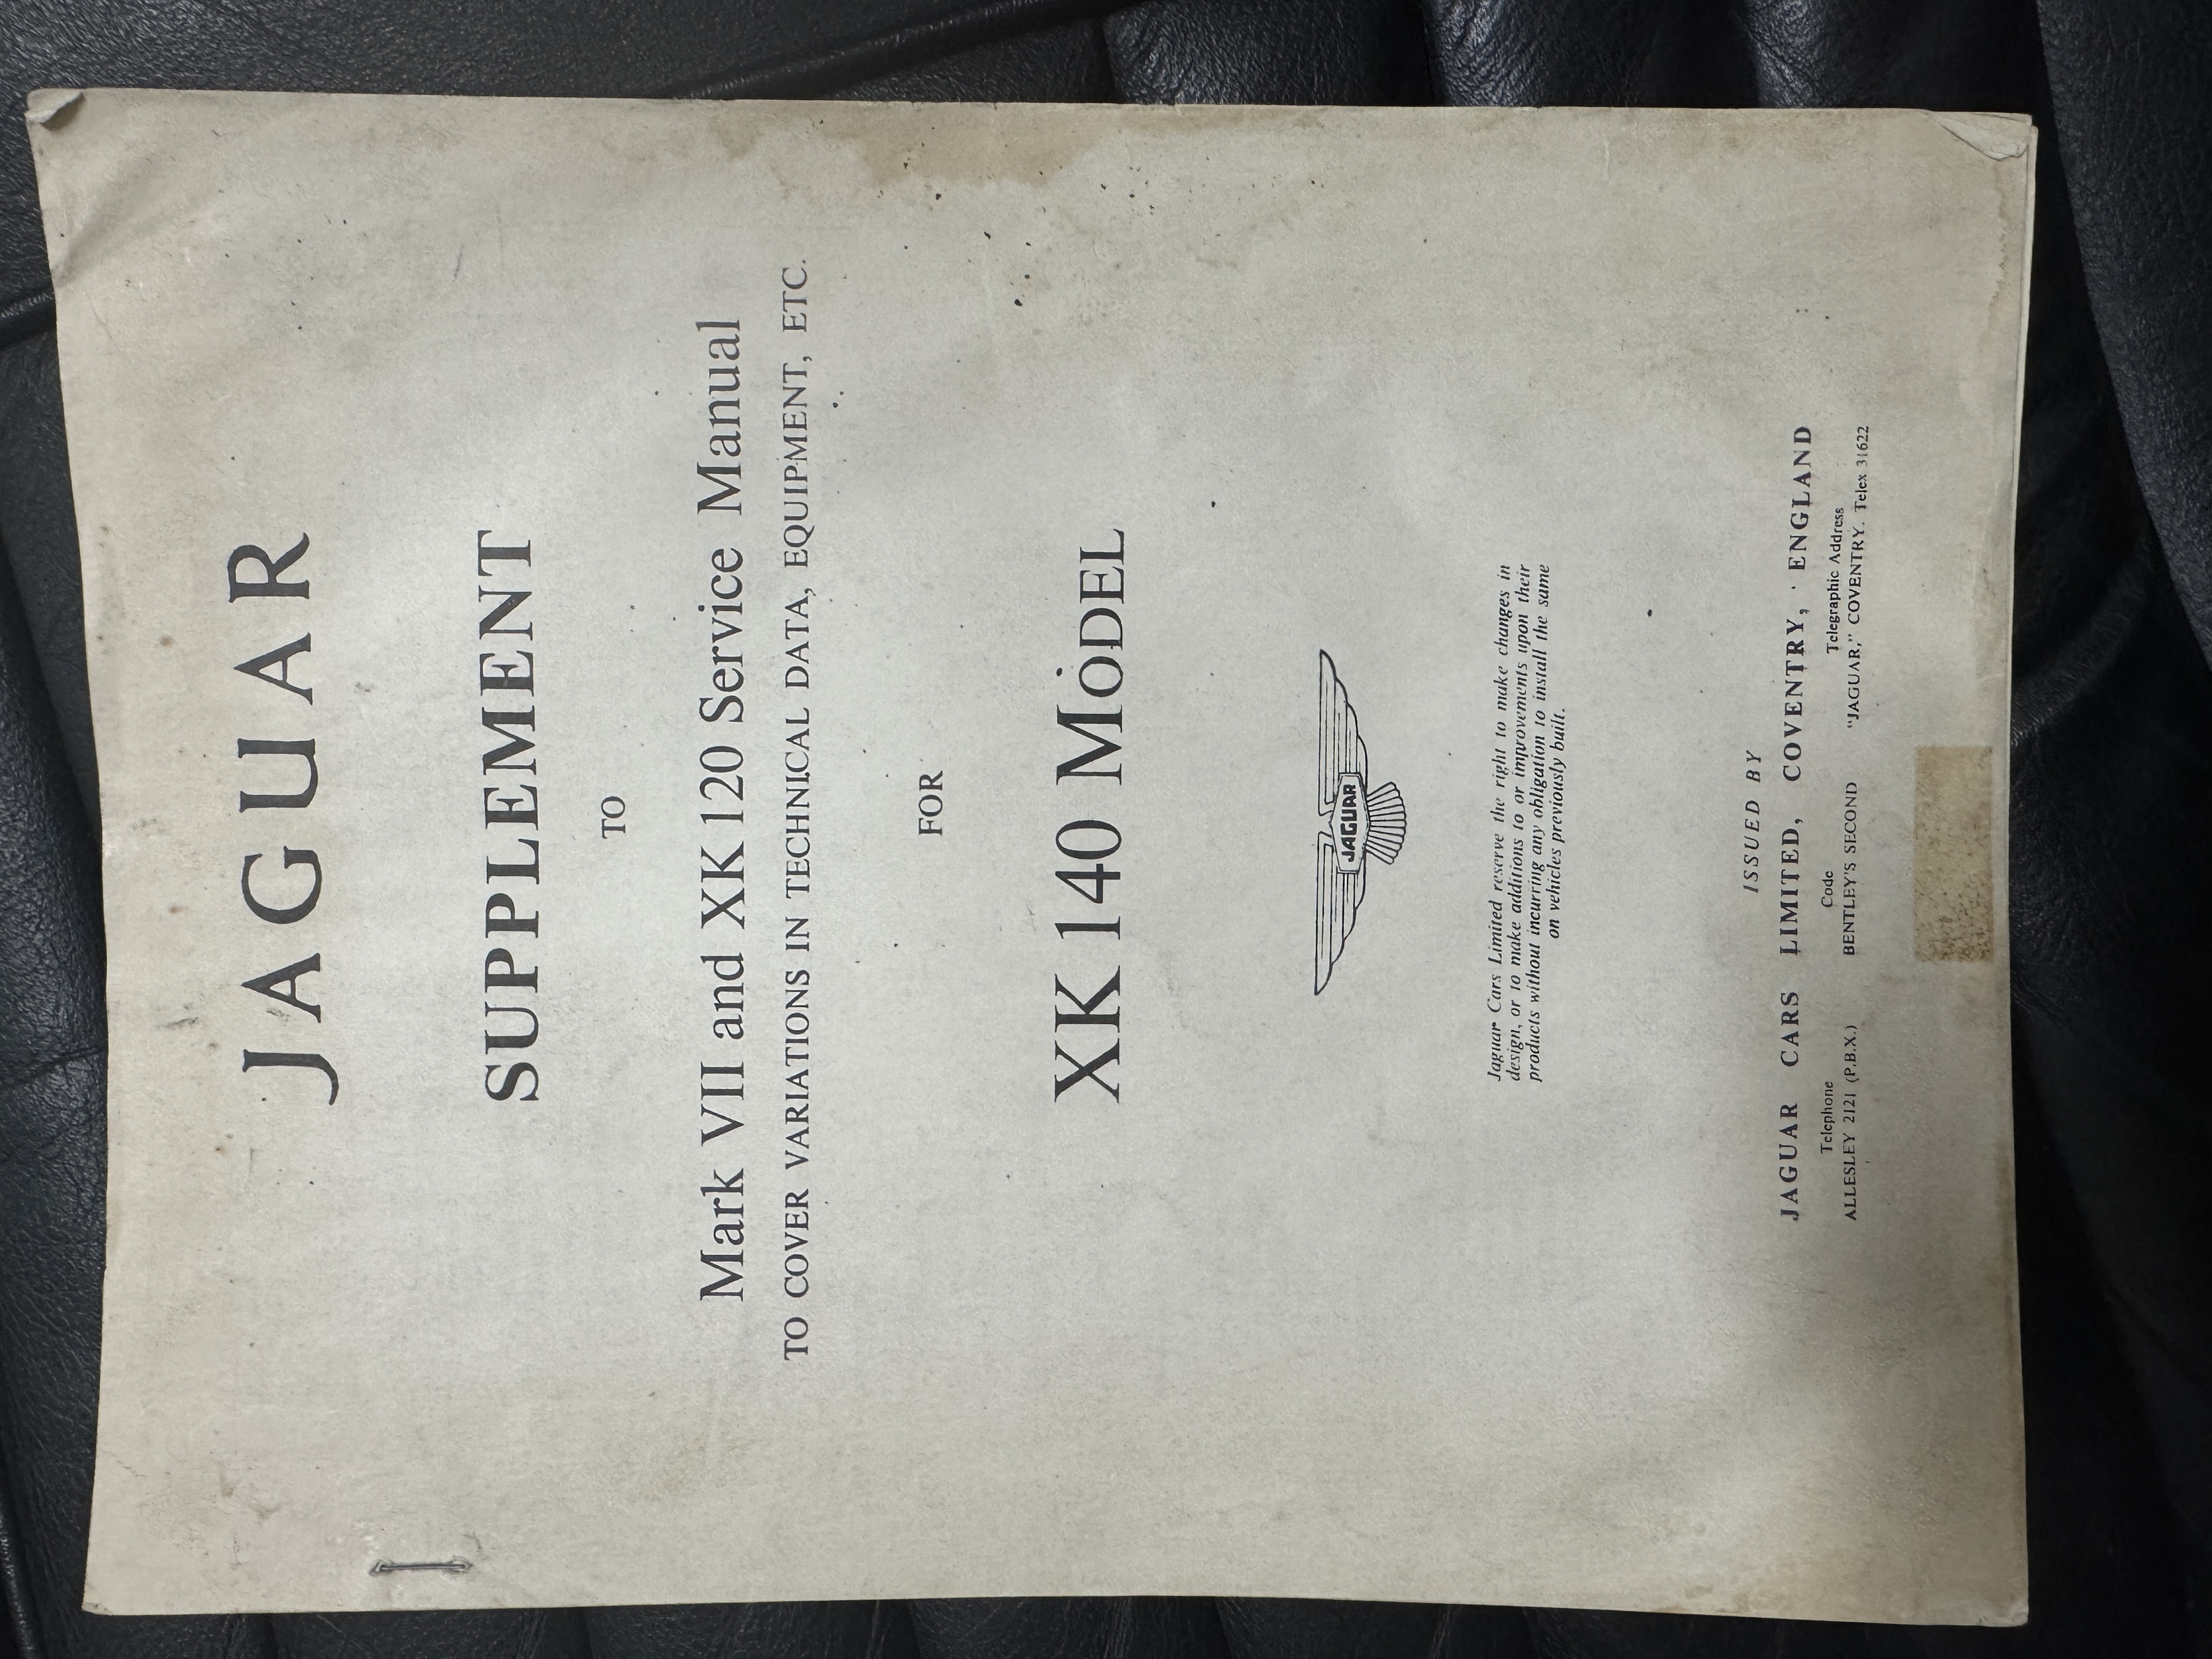 JAGUAR
SUPPLEMENT
TO
Mark VII and XK 120 Service Manual
TO COVER VARIATIONS IN TECHNICAL DATA, EQUIPMENT, ETC.
FOR
XK 140 MODEL
JAGUAR
Jaguar Cars Limited reserve the right to make changes in
design, or to make additions to or improvements upon their
products without incurring any obligation to install the same
on vehicles previously built.
ISSUED BY
JAGUAR CARS LIMITED, COVENTRY, ENGLAND
Telephone Code Telegraphic Address
ALLESLEY 2121 (P.B.X.) BENTLEY'S SECOND "JAGUAR," COVENTRY. Telex 31622